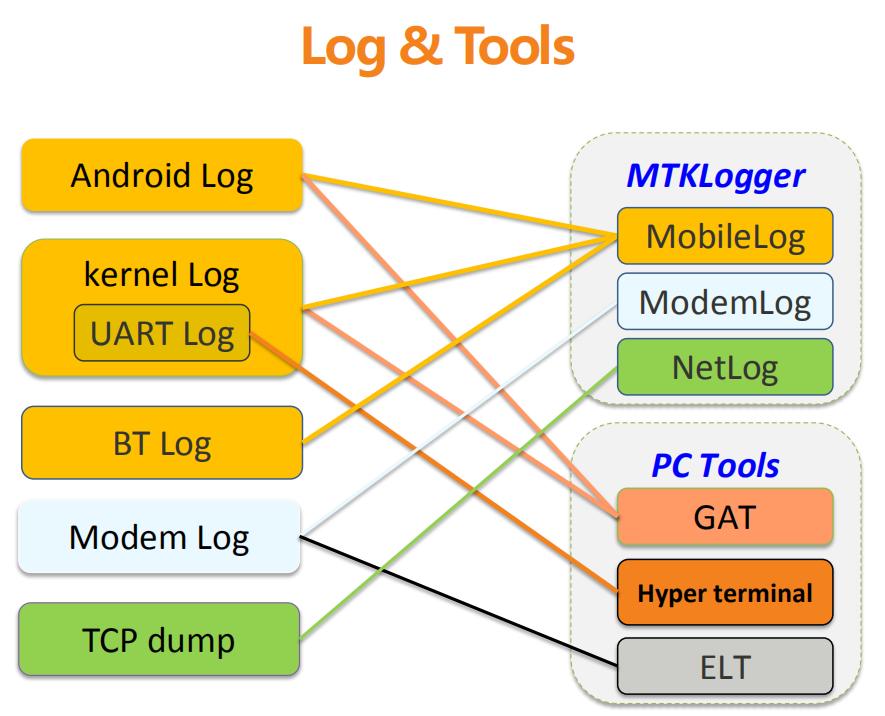 Log & Tools
Android Log
kernel Log
UART Log
BT Log
Modem Log
TCP dump
MTKLogger
MobileLog
ModemLog
NetLog
PC Tools
GAT
Hyper terminal
ELT